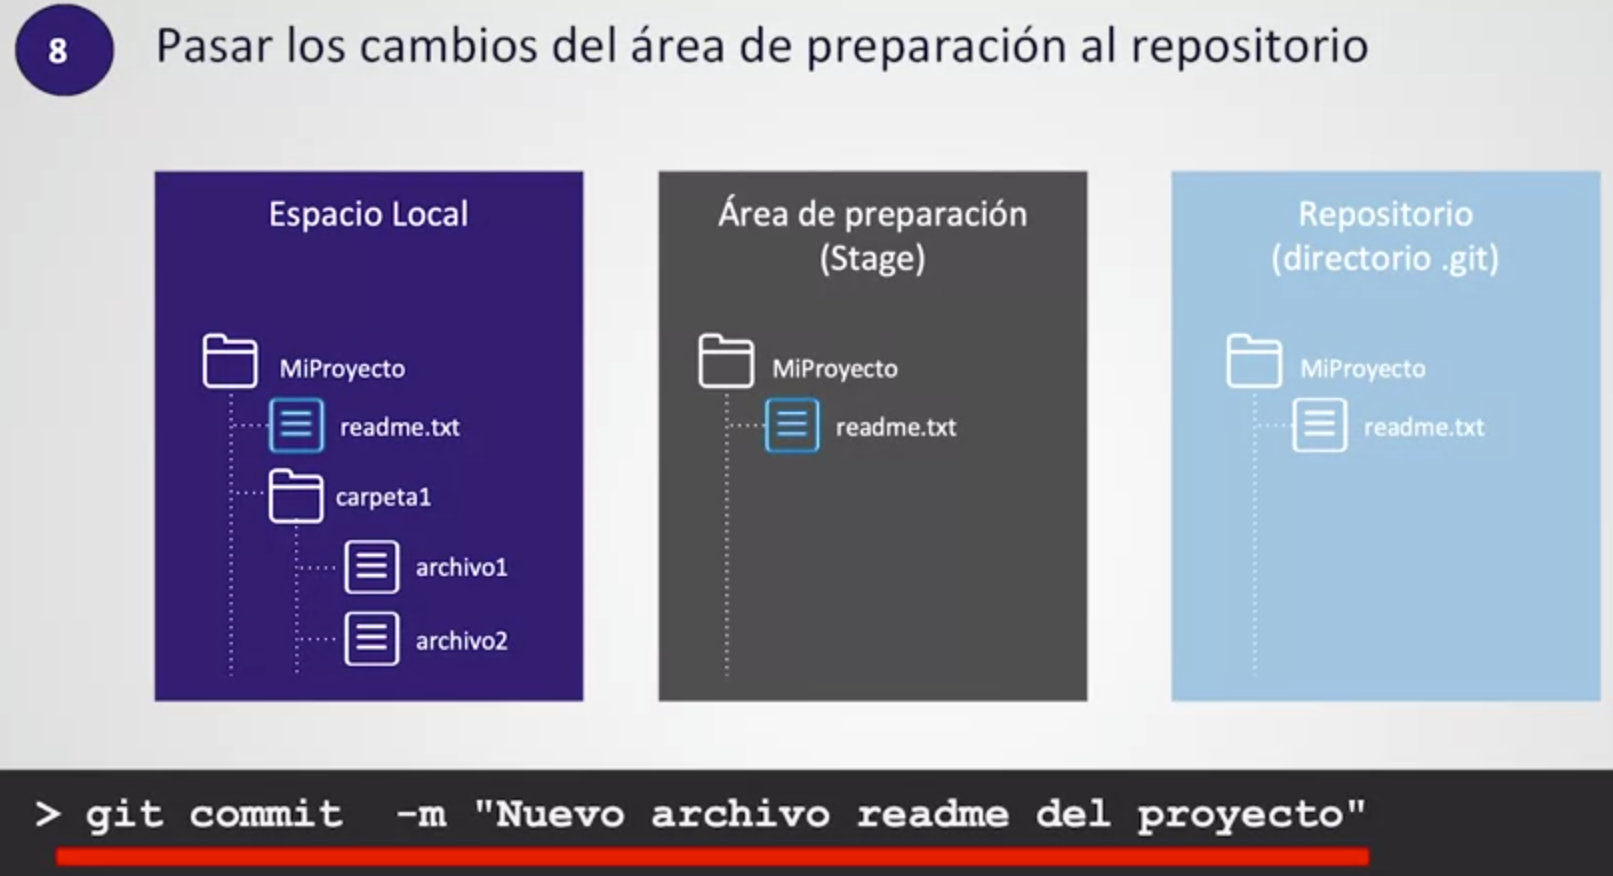 8
Pasar los cambios del área de preparación al repositorio
Espacio Local
MiProyecto
readme.txt
carpeta1
archivo1
archivo2
Área de preparación
(Stage)
MiProyecto
readme.txt
Repositorio
(directorio .git)
MiProyecto
readme.txt
> git commit  -m "Nuevo archivo readme del proyecto"